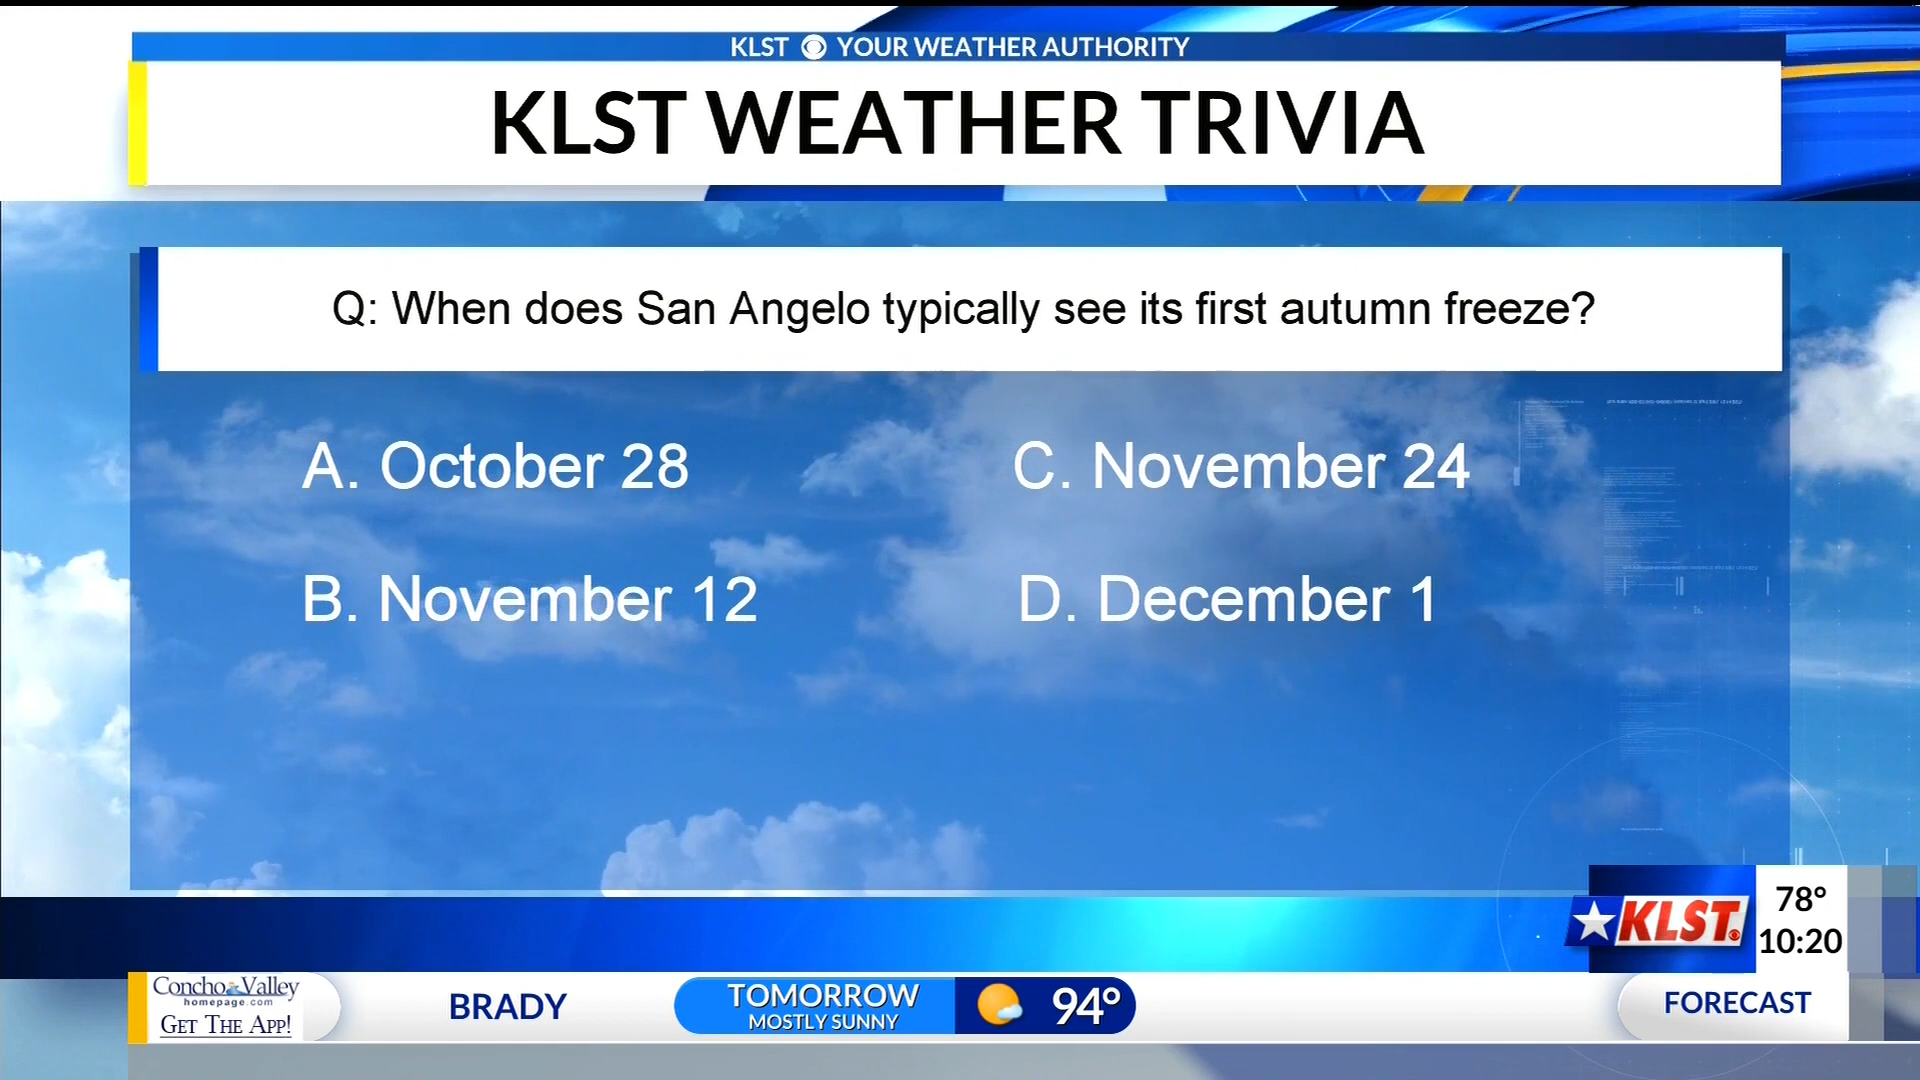 KLST YOUR WEATHER AUTHORITY
KLST WEATHER TRIVIA
Q: When does San Angelo typically see its first autumn freeze?
A. October 28
C. November 24
B. November 12
D. December 1
KLST
78°
10:20
Concho Valley
homepage.com
GET THE APP!
BRADY
TOMORROW
MOSTLY SUNNY
94°
FORECAST